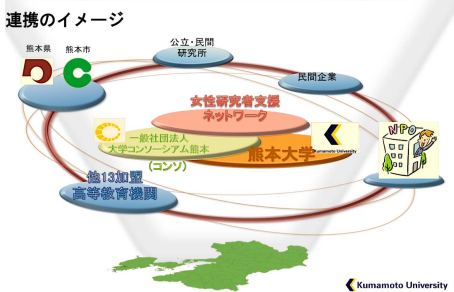 連携のイメージ
熊本県 熊本市
公立・民間
研究所
民間企業
女性研究者支援
ネットワーク
一般社団法人
大学コンソーシアム熊本
(コンソ)
熊本大学
Kumamoto University
NPO
他13加盟
高等教育機関
Kumamoto University